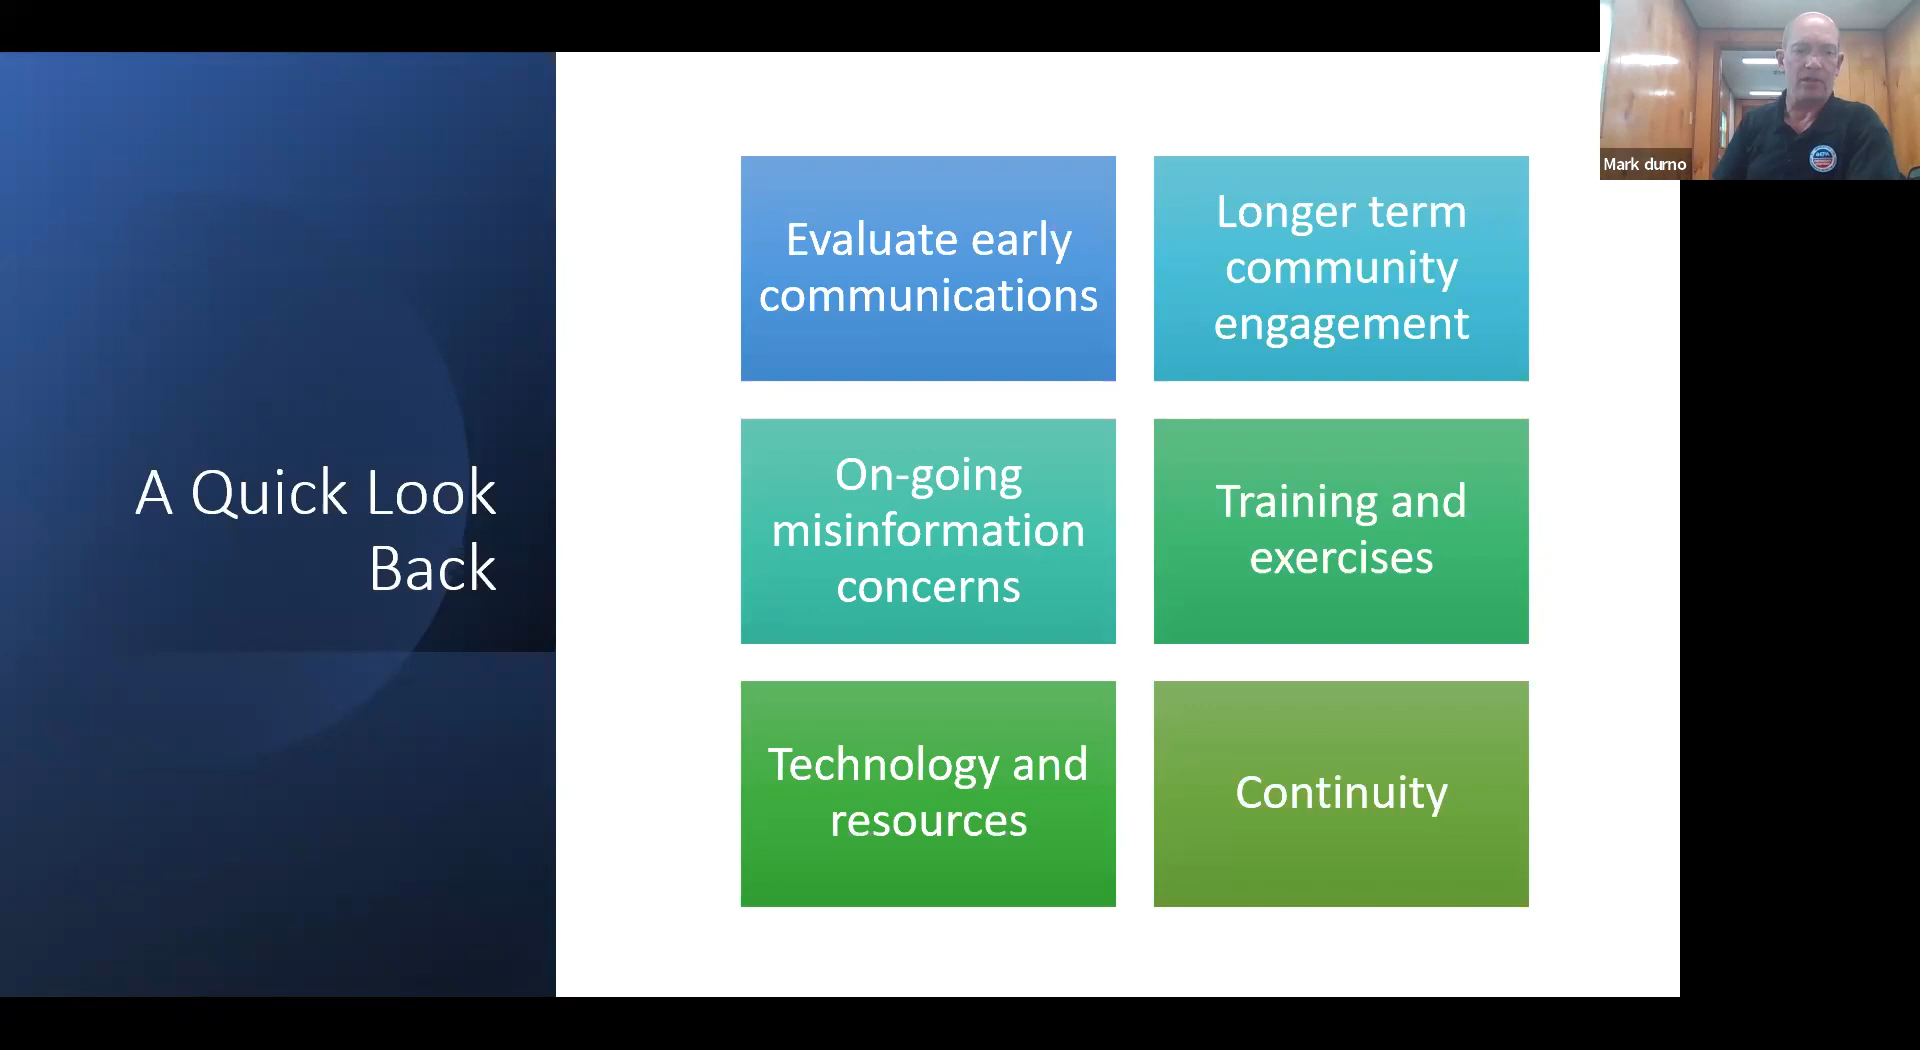 A Quick Look
Back
Evaluate early
communications
Longer term
community
engagement
On-going
misinformation
concerns
Training and
exercises
Technology and
resources
Continuity
Mark durno